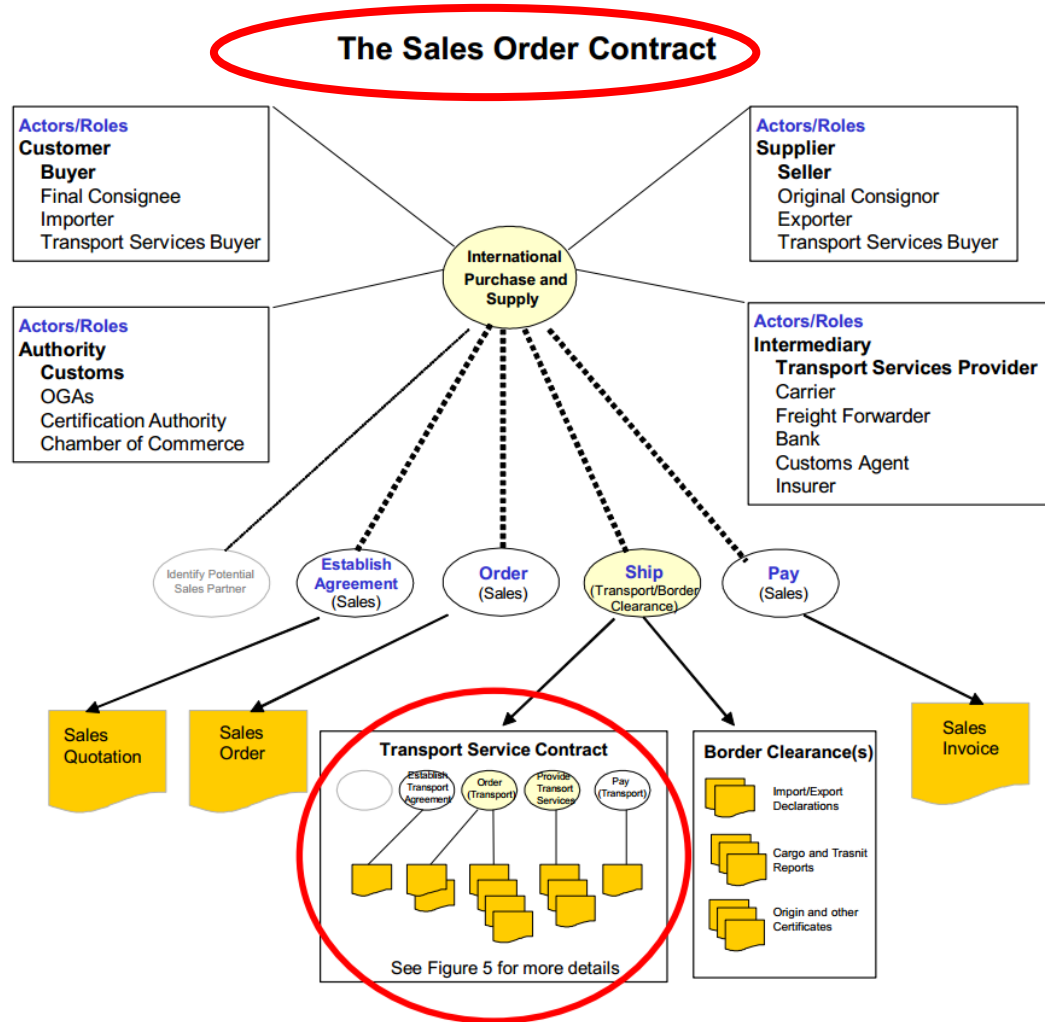 The Sales Order Contract
Actors/Roles
Customer
Buyer
Final Consignee
Importer
Transport Services Buyer
Actors/Roles
Supplier
Seller
Original Consignor
Exporter
Transport Services Buyer
International
Purchase and
Supply
Actors/Roles
Authority
Customs
OGAs
Certification Authority
Chamber of Commerce
Actors/Roles
Intermediary
Transport Services Provider
Carrier
Freight Forwarder
Bank
Customs Agent
Insurer
Identify Potential
Sales Partner
Establish
Agreement
(Sales)
Order
(Sales)
Ship
(Transport/Border
Clearance)
Pay
(Sales)
Sales
Quotation
Sales
Order
Transport Service Contract
Establish
Transport
Agreement
Order
(Transport)
Provide
Transort
Services
Pay
(Transport)
See Figure 5 for more details
Border Clearance(s)
Import/Export
Declarations
Cargo and Trasnit
Reports
Origin and other
Certificates
Sales
Invoice